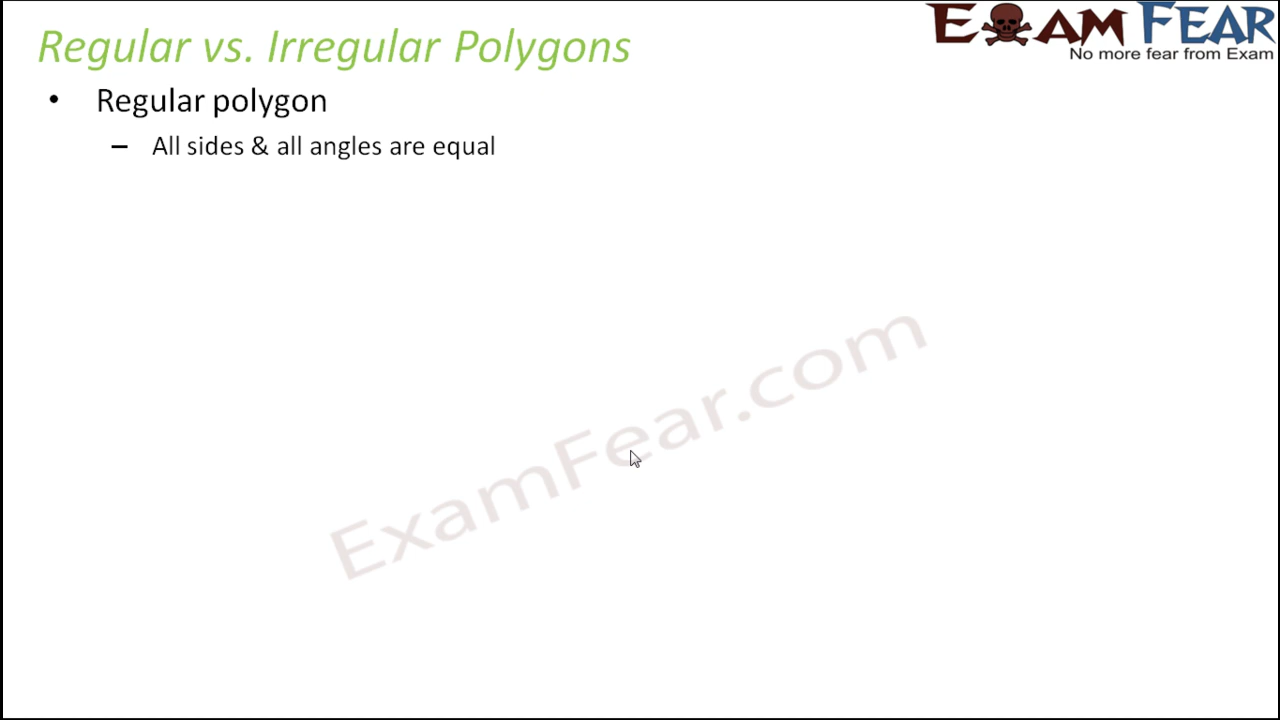 Regular vs. Irregular Polygons
EXAM FEAR
No more fear from Exam
• Regular polygon
– All sides & all angles are equal
ExamFear.com